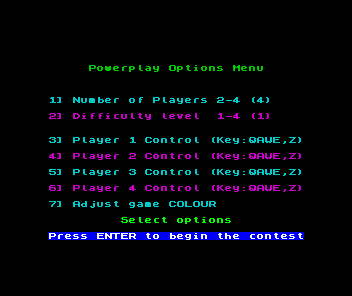 Powerplay Options Menu
1] Number of Players 2-4 (4)
2] Difficulty level 1-4 (1)
3] Player 1 Control (Key:QAWE,Z)
4] Player 2 Control (Key:QAWE,Z)
5] Player 3 Control (Key:QAWE,Z)
6] Player 4 Control (Key:QAWE,Z)
7] Adjust game COLOUR
Select options
Press ENTER to begin the contest